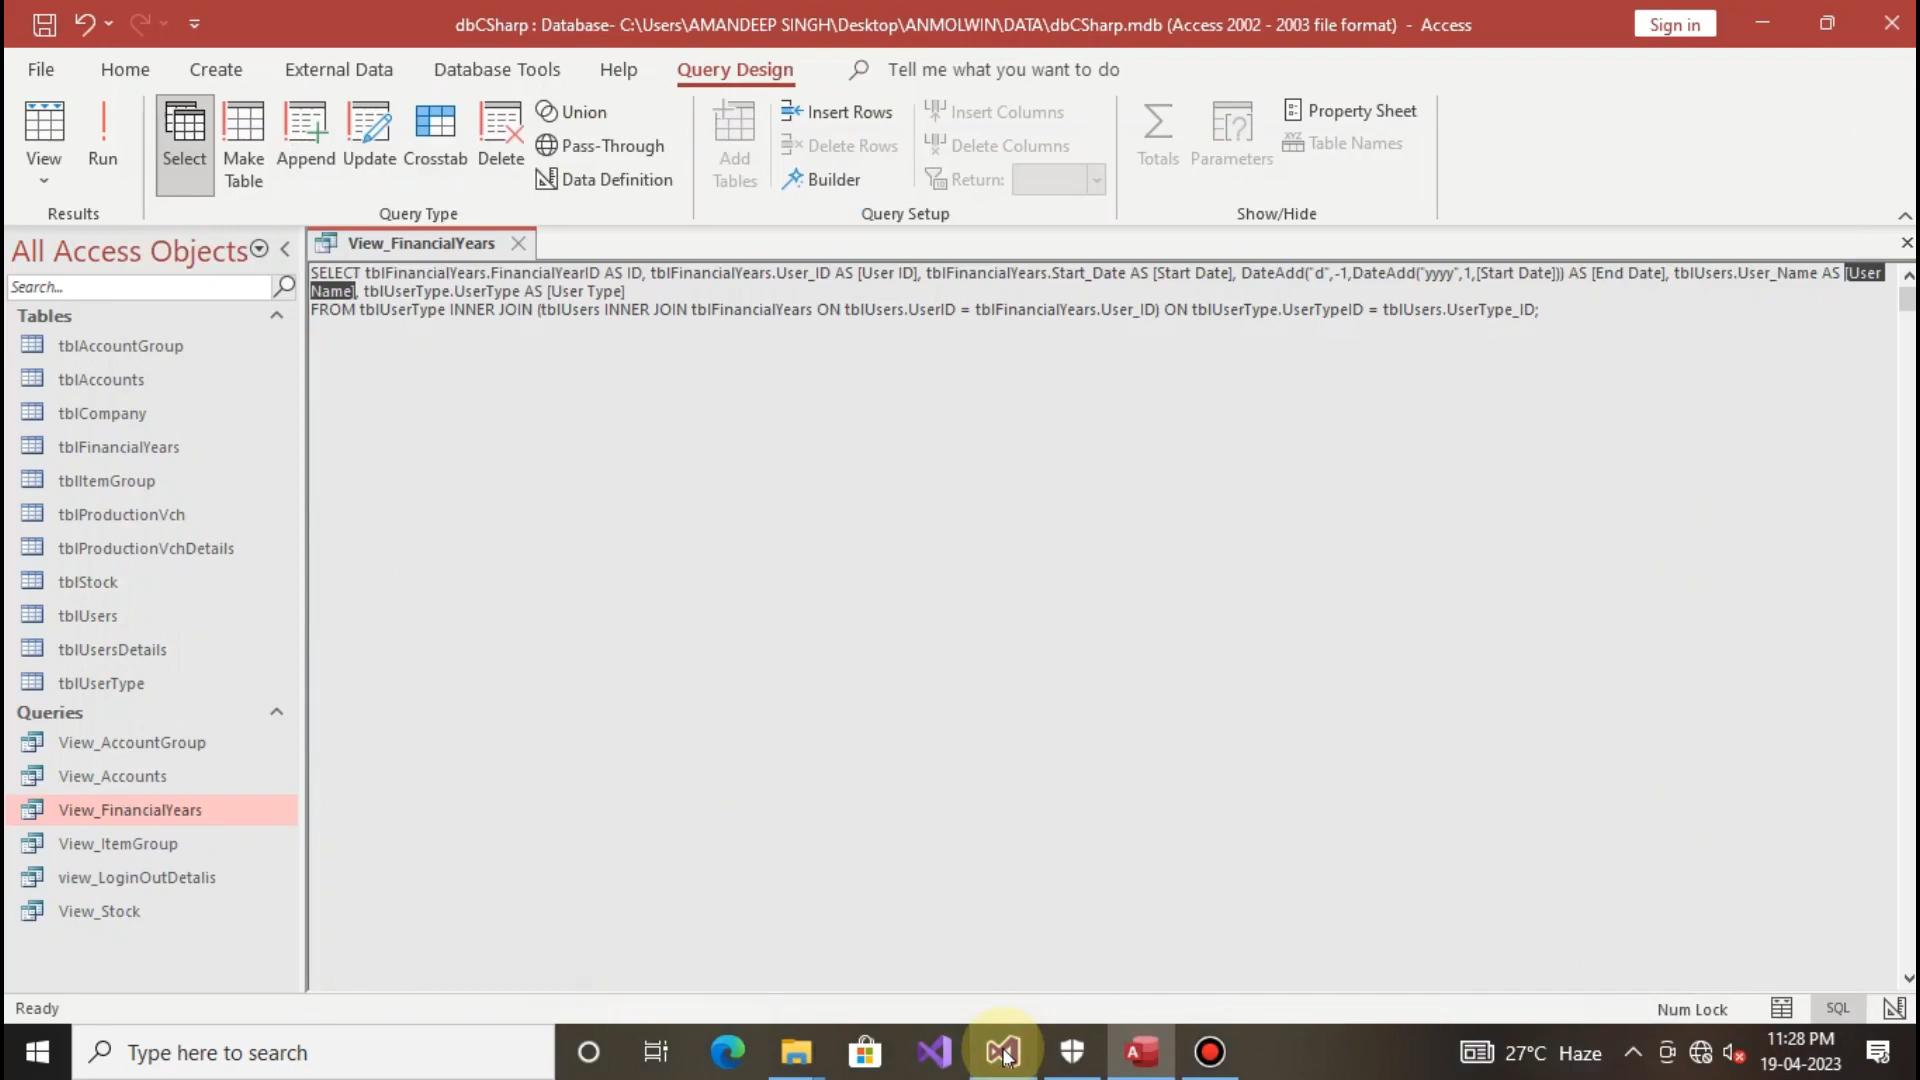 dbCSharp : Database- C:\Users\AMANDEEP SINGH\Desktop\ANMOLWIN\DATA\dbCSharp.mdb (Access 2002 - 2003 file format) - Access
Sign in
File Home Create External Data Database Tools Help Query Design Tell me what you want to do
View
Run
Results
Select
Make Table
Append
Update
Crosstab
Delete
Union
Pass-Through
Data Definition
Query Type
Add Tables
Insert Rows
Delete Rows
Builder
Insert Columns
Delete Columns
Return:
Query Setup
Totals
Parameters
Property Sheet
Table Names
Show/Hide
All Access Objects
Search...
Tables
tblAccountGroup
tblAccounts
tblCompany
tblFinancialYears
tblItemGroup
tblProductionVch
tblProductionVchDetails
tblStock
tblUsers
tblUsersDetails
tblUserType
Queries
View_AccountGroup
View_Accounts
View_FinancialYears
View_ItemGroup
view_LoginOutDetalis
View_Stock
View_FinancialYears
SELECT tblFinancialYears.FinancialYearID AS ID, tblFinancialYears.User_ID AS [User ID], tblFinancialYears.Start_Date AS [Start Date], DateAdd("d",-1,DateAdd("yyyy",1,[Start Date])) AS [End Date], tblUsers.User_Name AS [User
Name], tblUserType.UserType AS [User Type]
FROM tblUserType INNER JOIN (tblUsers INNER JOIN tblFinancialYears ON tblUsers.UserID = tblFinancialYears.User_ID) ON tblUserType.UserTypeID = tblUsers.UserType_ID;
Ready
Num Lock
SQL
Type here to search
27°C Haze
11:28 PM
19-04-2023